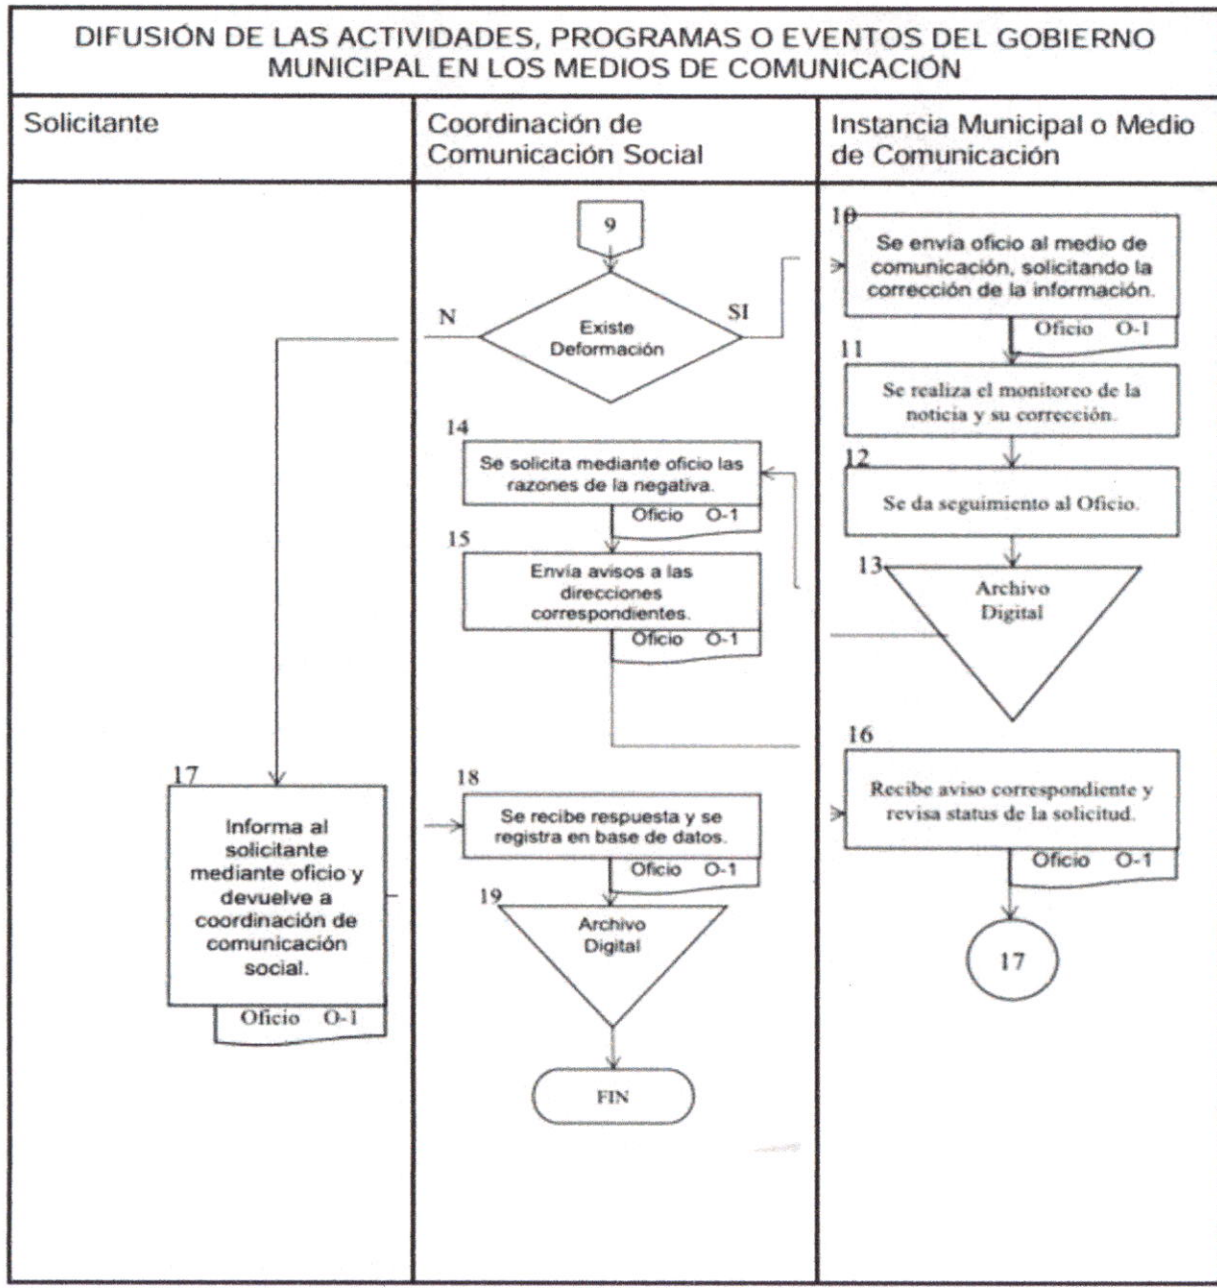 DIFUSIÓN DE LAS ACTIVIDADES, PROGRAMAS O EVENTOS DEL GOBIERNO
MUNICIPAL EN LOS MEDIOS DE COMUNICACIÓN
Solicitante
Coordinación de
Comunicación Social
Instancia Municipal o Medio
de Comunicación
9
Existe
Deformación
N
SI
10
Se envía oficio al medio de
comunicación, solicitando la
corrección de la información.
Oficio O-1
11
Se realiza el monitoreo de la
noticia y su corrección.
12
Se da seguimiento al Oficio.
13
Archivo
Digital
14
Se solicita mediante oficio las
razones de la negativa.
Oficio O-1
15
Envía avisos a las
direcciones
correspondientes.
Oficio O-1
16
Recibe aviso correspondiente y
revisa status de la solicitud.
Oficio O-1
17
17
Informa al
solicitante
mediante oficio y
devuelve a
coordinación de
comunicación
social.
Oficio O-1
18
Se recibe respuesta y se
registra en base de datos.
Oficio O-1
19
Archivo
Digital
FIN